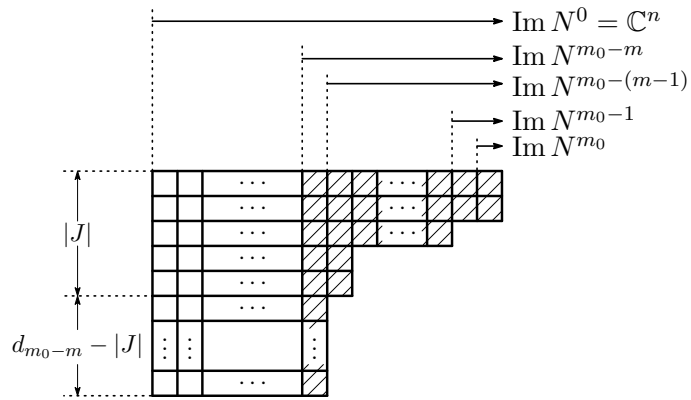 Im N^0 = ℂ^n
Im N^{m_0−m}
Im N^{m_0−(m−1)}
Im N^{m_0−1}
Im N^{m_0}
···
··· ···
|J|
··· ···
···
···
d_{m_0−m} − |J|
⋮ ⋮ ⋮
···